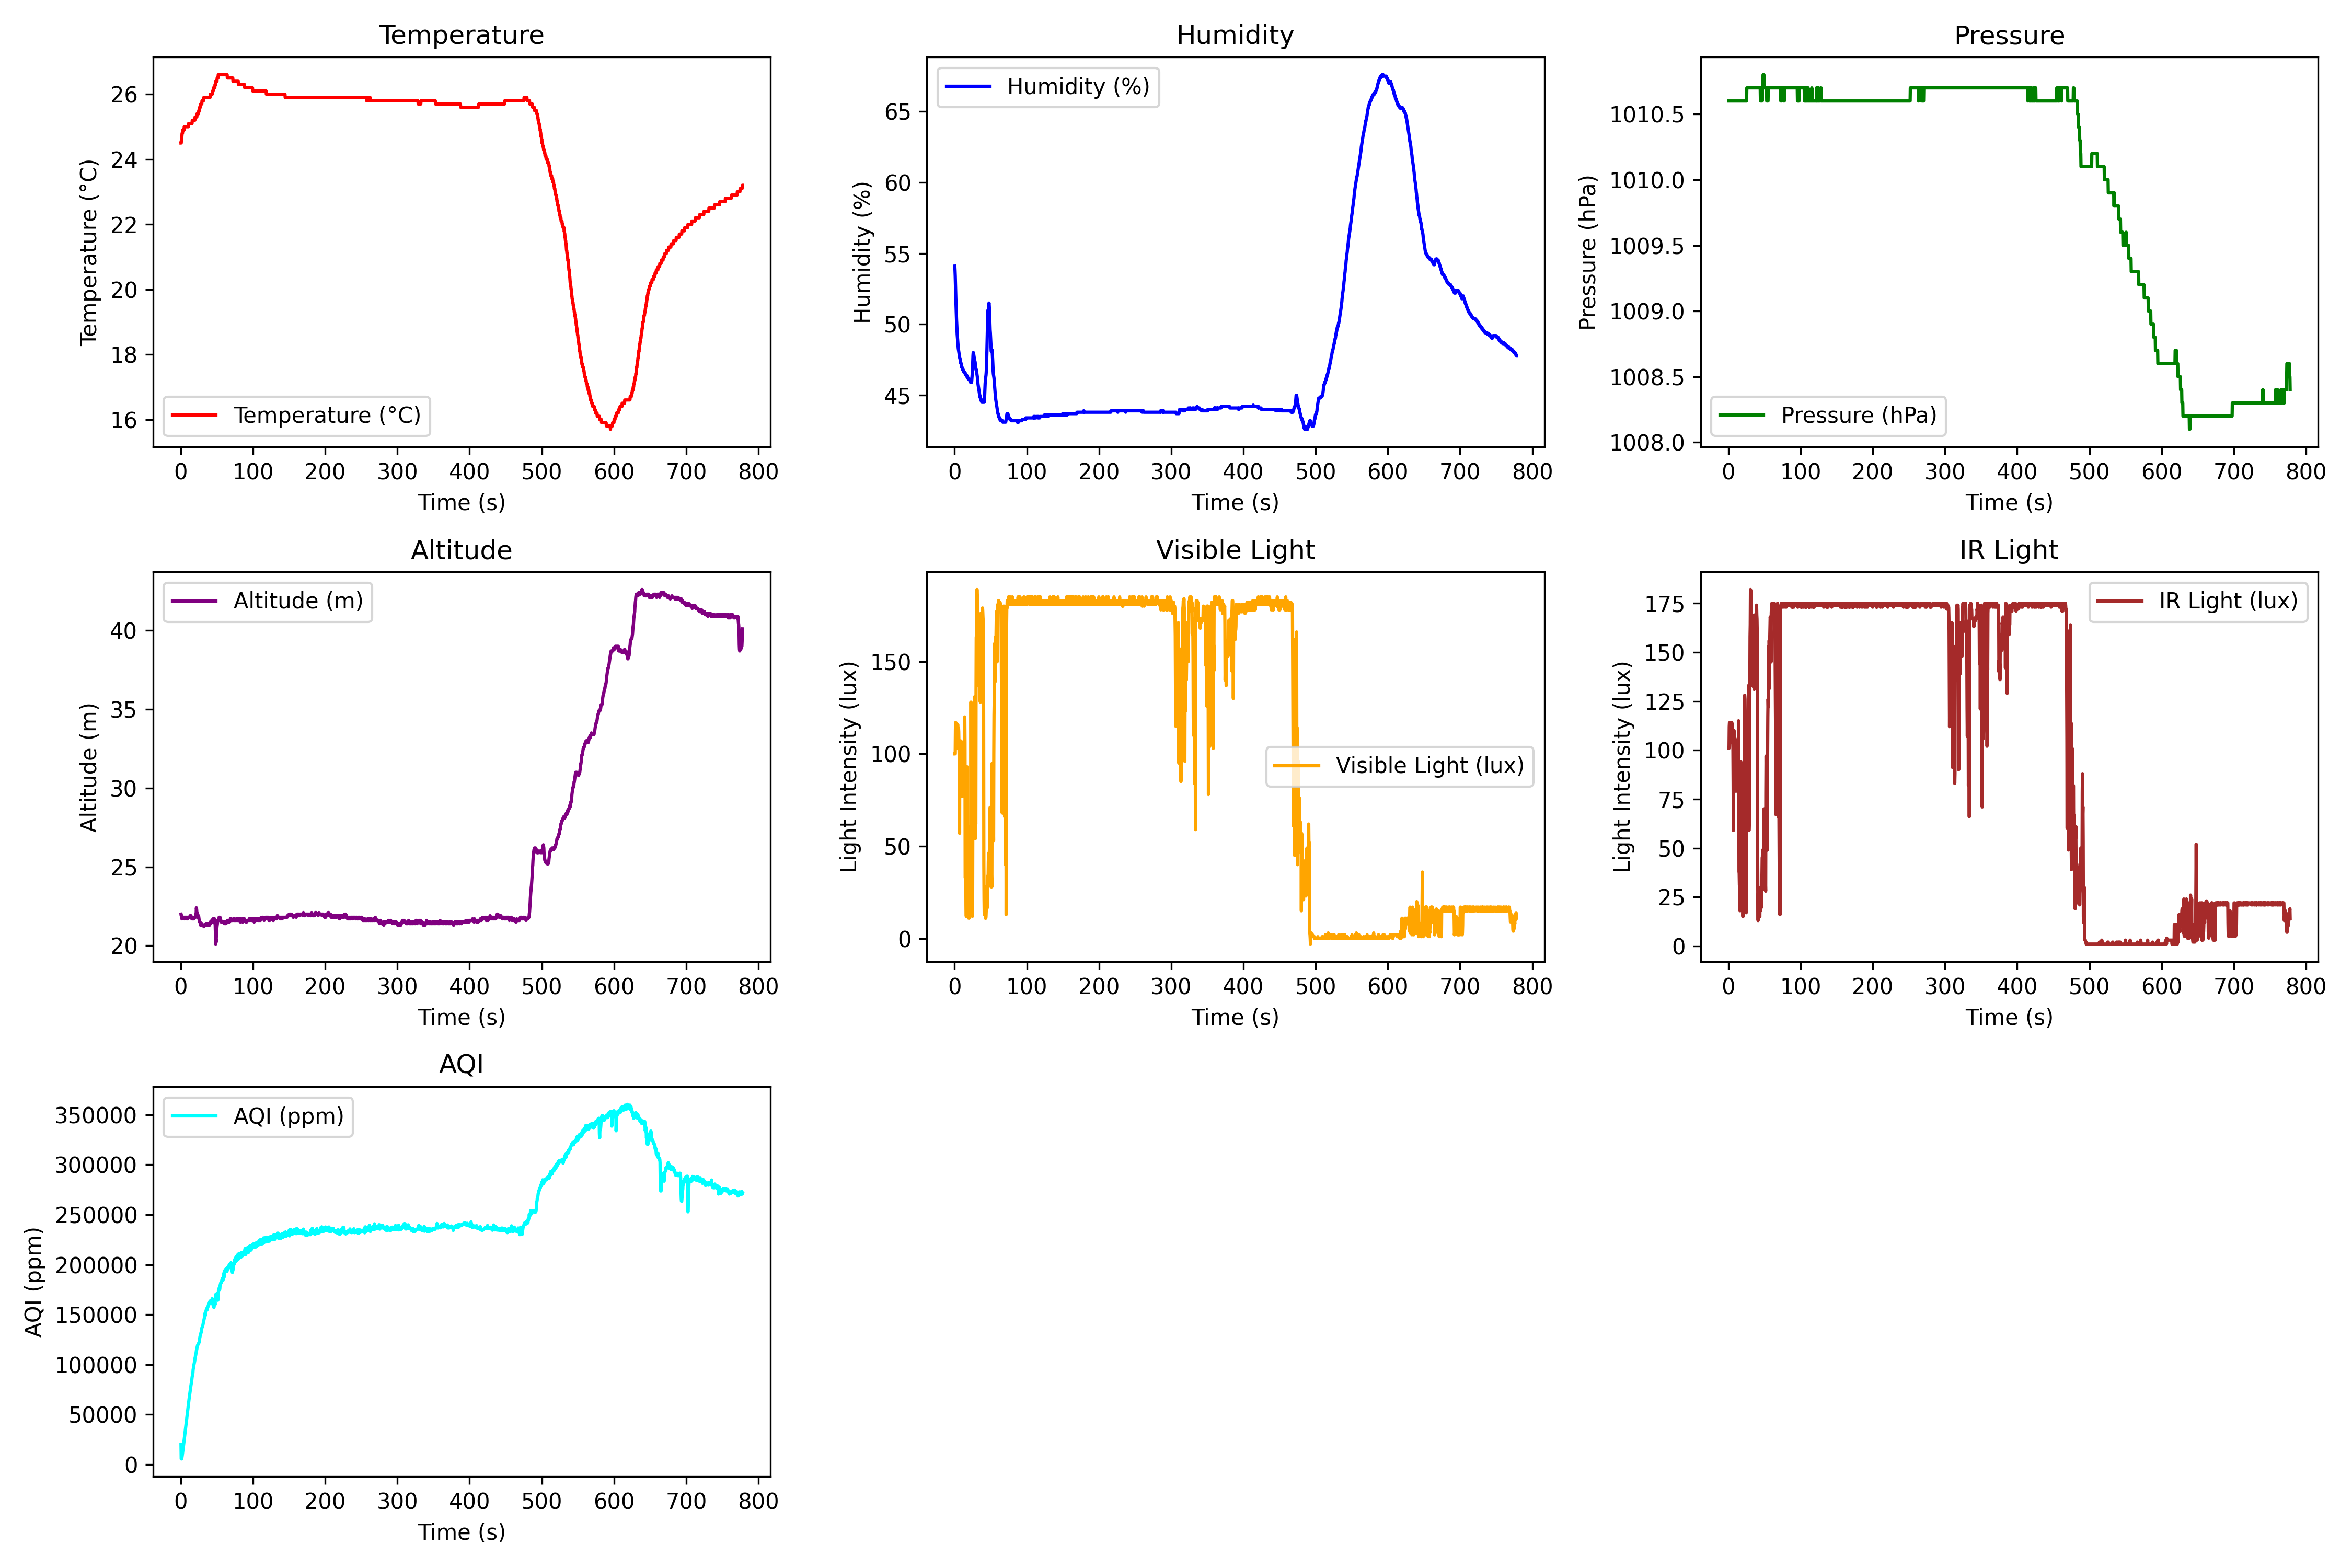 Temperature
Temperature (°C)
26
24
22
20
18
16
Temperature (°C)
0 100 200 300 400 500 600 700 800
Time (s)
Humidity
Humidity (%)
65
60
55
50
45
Humidity (%)
0 100 200 300 400 500 600 700 800
Time (s)
Pressure
Pressure (hPa)
1010.5
1010.0
1009.5
1009.0
1008.5
1008.0
Pressure (hPa)
0 100 200 300 400 500 600 700 800
Time (s)
Altitude
Altitude (m)
40
35
30
25
20
Altitude (m)
0 100 200 300 400 500 600 700 800
Time (s)
Visible Light
Light Intensity (lux)
150
100
50
0
Visible Light (lux)
0 100 200 300 400 500 600 700 800
Time (s)
IR Light
Light Intensity (lux)
175
150
125
100
75
50
25
0
IR Light (lux)
0 100 200 300 400 500 600 700 800
Time (s)
AQI
AQI (ppm)
350000
300000
250000
200000
150000
100000
50000
0
AQI (ppm)
0 100 200 300 400 500 600 700 800
Time (s)